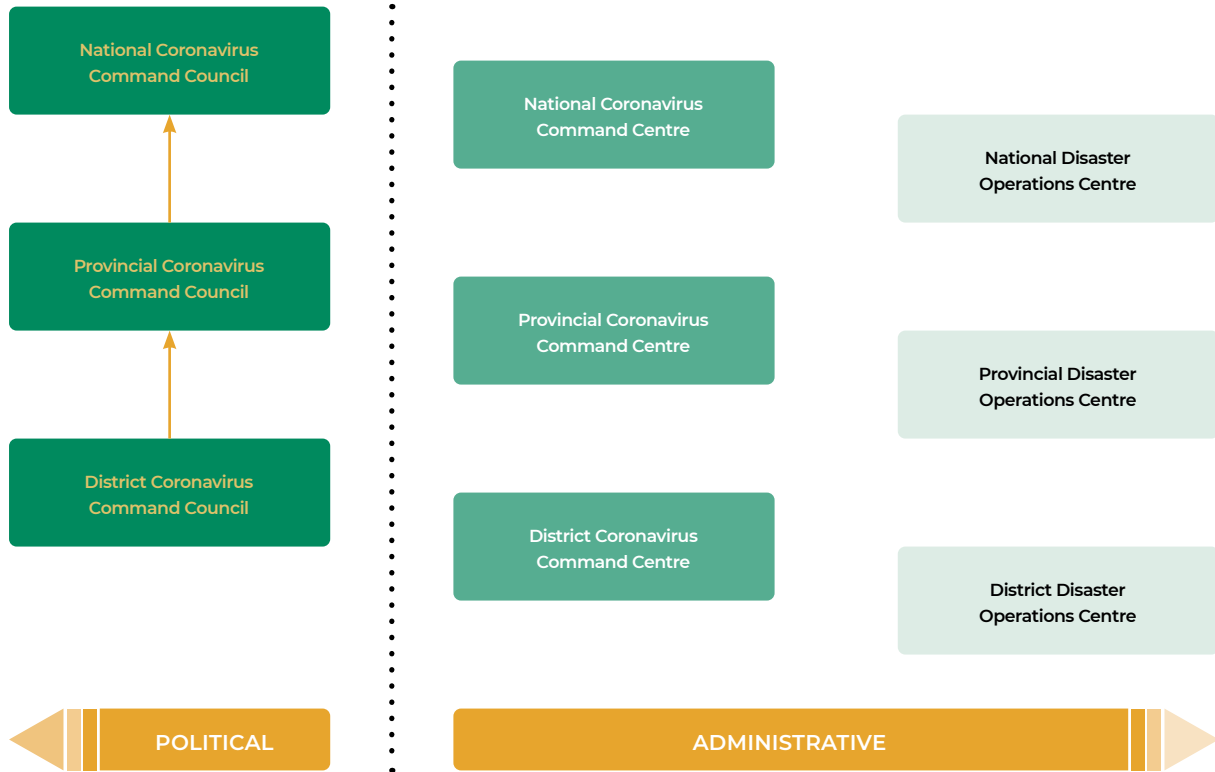 National Coronavirus
Command Council
National Coronavirus
Command Centre
National Disaster
Operations Centre
Provincial Coronavirus
Command Council
Provincial Coronavirus
Command Centre
Provincial Disaster
Operations Centre
District Coronavirus
Command Council
District Coronavirus
Command Centre
District Disaster
Operations Centre
POLITICAL
ADMINISTRATIVE